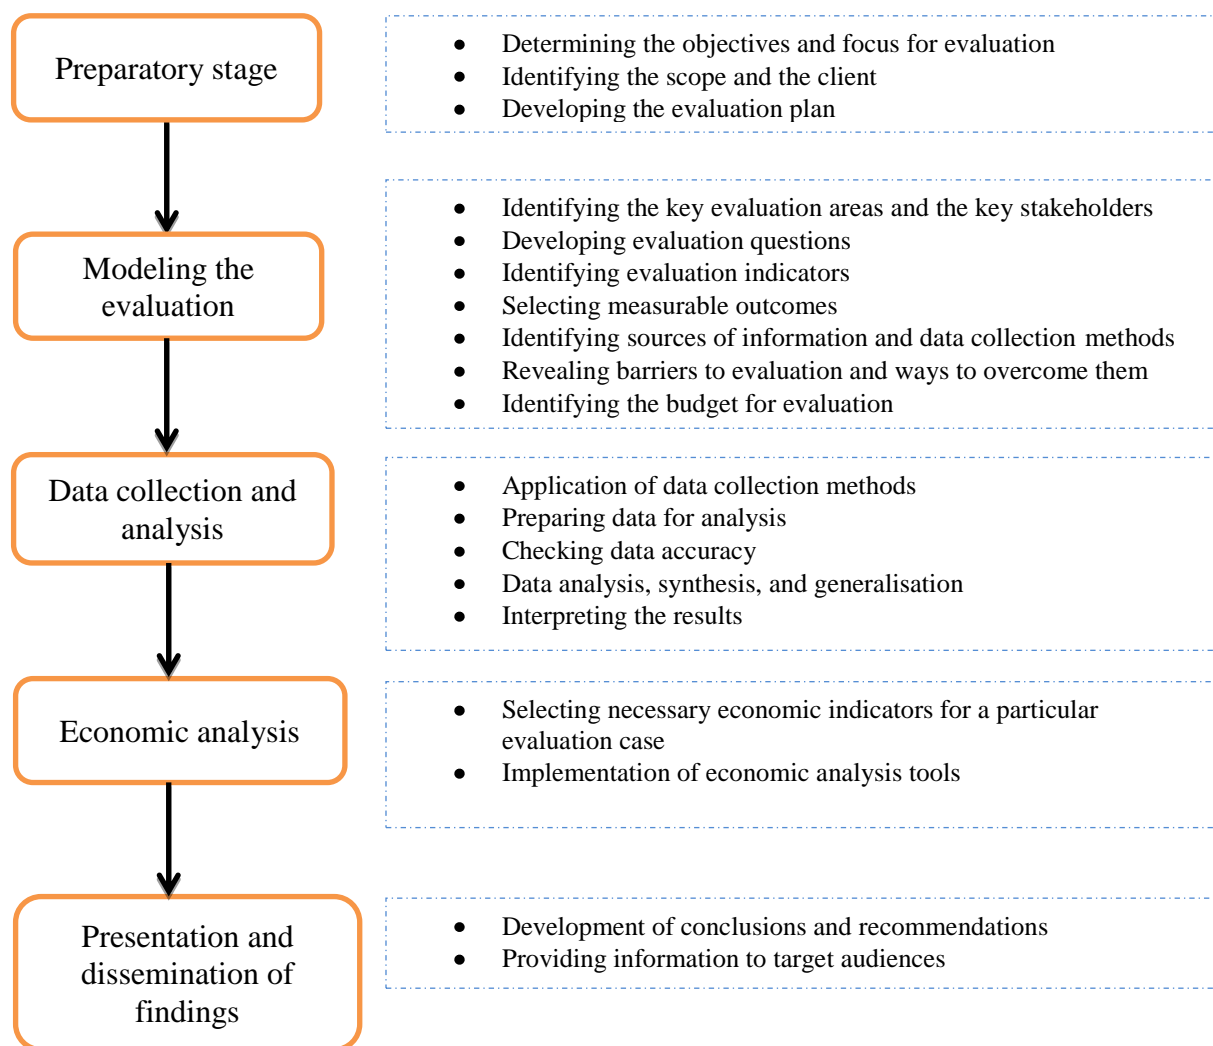 Preparatory stage
• Determining the objectives and focus for evaluation
• Identifying the scope and the client
• Developing the evaluation plan
Modeling the
evaluation
• Identifying the key evaluation areas and the key stakeholders
• Developing evaluation questions
• Identifying evaluation indicators
• Selecting measurable outcomes
• Identifying sources of information and data collection methods
• Revealing barriers to evaluation and ways to overcome them
• Identifying the budget for evaluation
Data collection and
analysis
• Application of data collection methods
• Preparing data for analysis
• Checking data accuracy
• Data analysis, synthesis, and generalisation
• Interpreting the results
Economic analysis
• Selecting necessary economic indicators for a particular
evaluation case
• Implementation of economic analysis tools
Presentation and
dissemination of
findings
• Development of conclusions and recommendations
• Providing information to target audiences